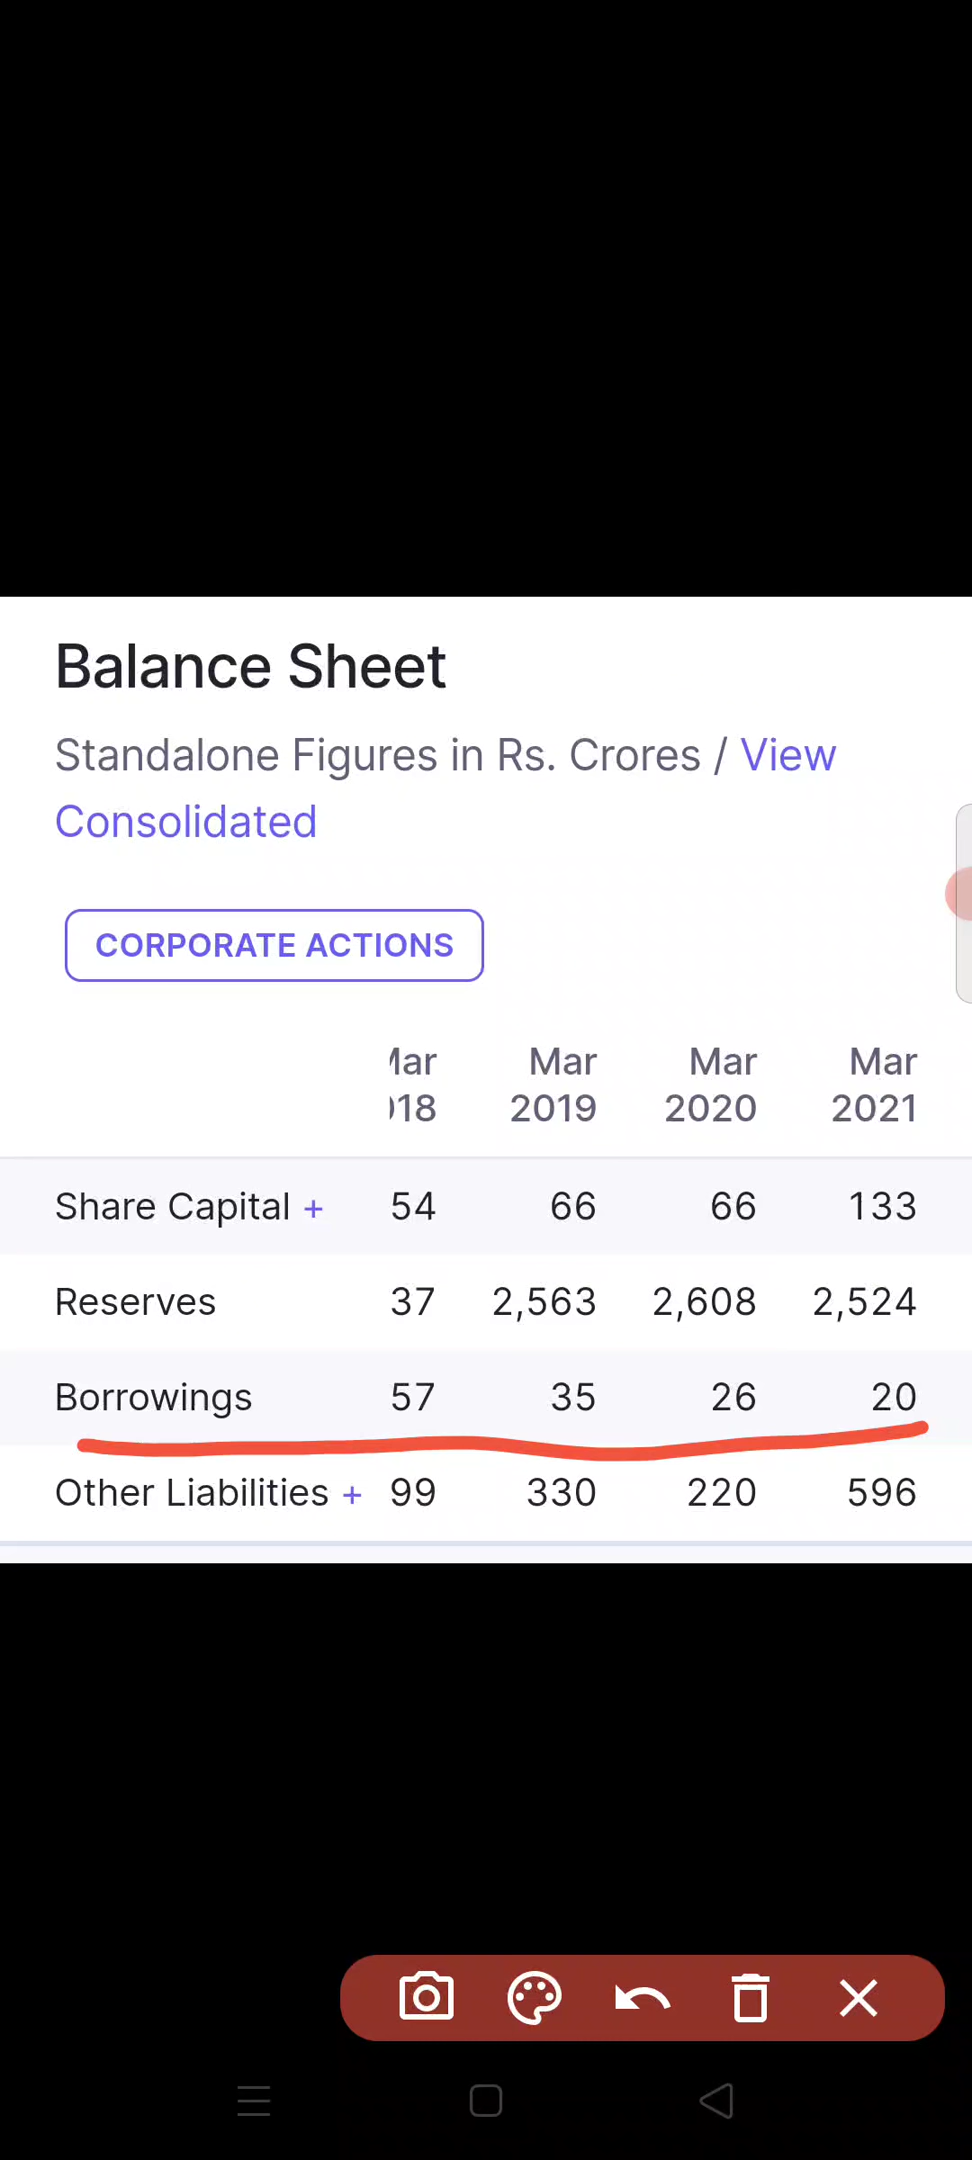 Balance Sheet
Standalone Figures in Rs. Crores / View
Consolidated
CORPORATE ACTIONS
Mar Mar Mar
2019 2020 2021
Share Capital + 54 66 66 133
Reserves 37 2,563 2,608 2,524
Borrowings 57 35 26 20
Other Liabilities + 99 330 220 596